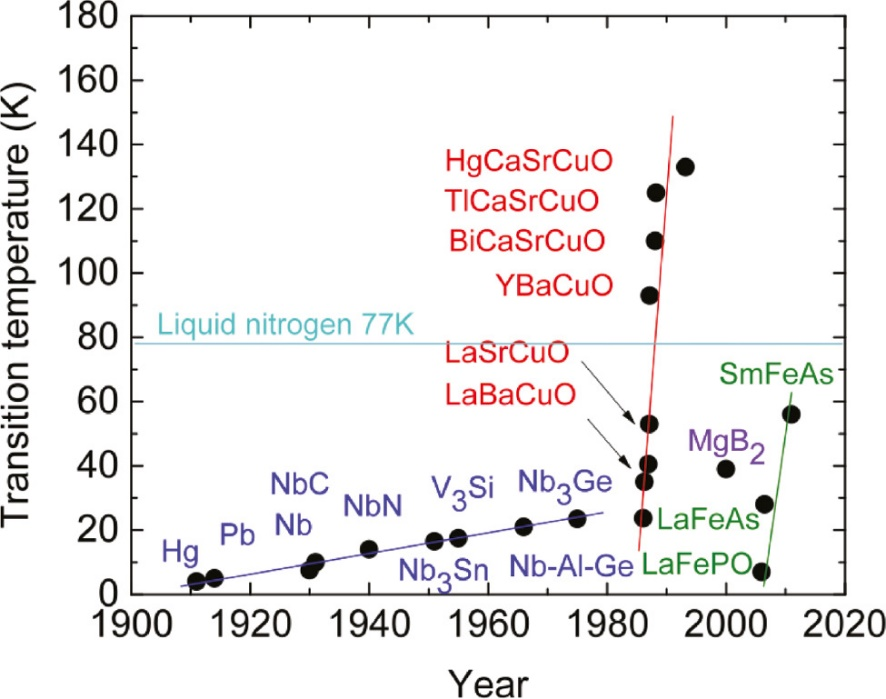 Transition temperature (K)
180
160
140
120
100
80
60
40
20
0
HgCaSrCuO
TlCaSrCuO
BiCaSrCuO
YBaCuO
Liquid nitrogen 77K
LaSrCuO
LaBaCuO
SmFeAs
MgB2
NbC
V3Si
Nb3Ge
NbN
Pb
Nb
LaFeAs
Hg
Nb3Sn
Nb-Al-Ge
LaFePO
1900
1920
1940
1960
1980
2000
2020
Year